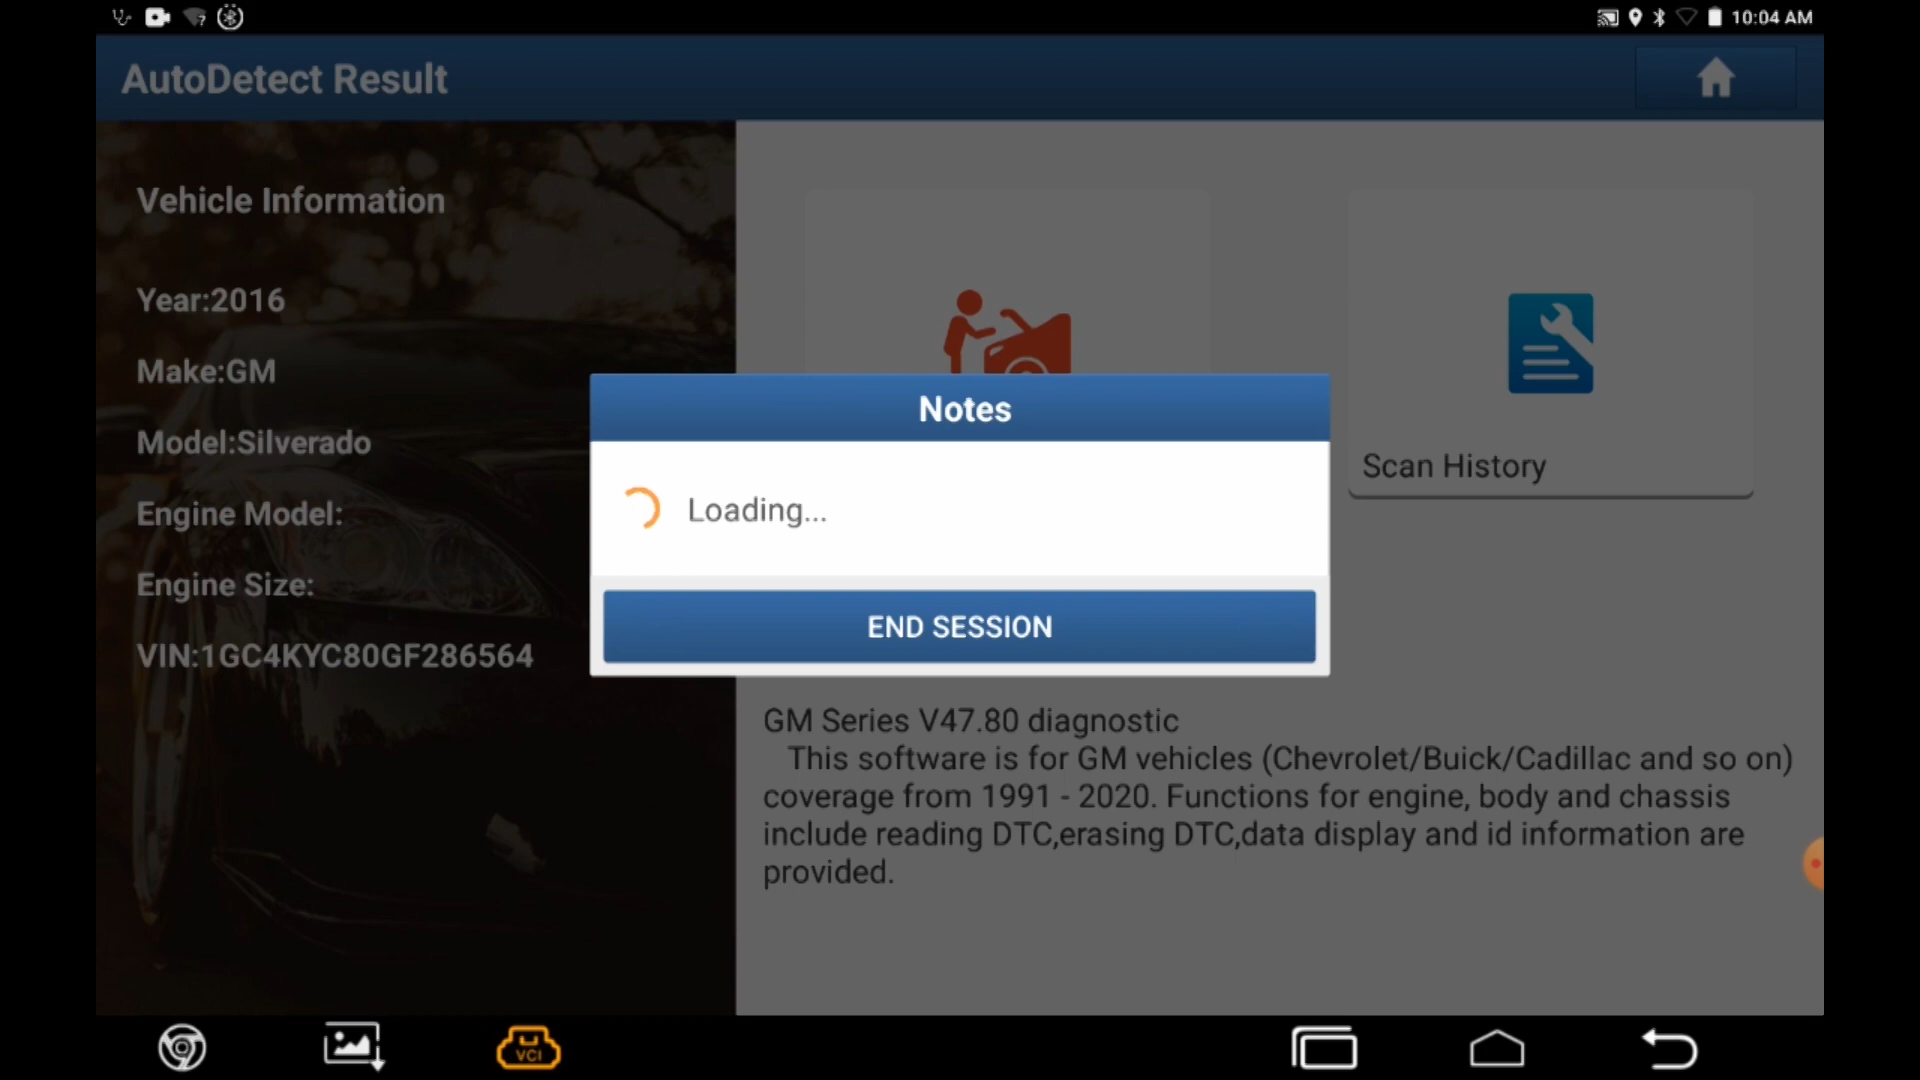 10:04 AM
AutoDetect Result
Vehicle Information
Year:2016
Make:GM
Model:Silverado
Engine Model:
Engine Size:
VIN:1GC4KYC80GF286564
Notes
Loading...
END SESSION
Scan History
GM Series V47.80 diagnostic
This software is for GM vehicles (Chevrolet/Buick/Cadillac and so on)
coverage from 1991 - 2020. Functions for engine, body and chassis
include reading DTC,erasing DTC,data display and id information are
provided.
VCI